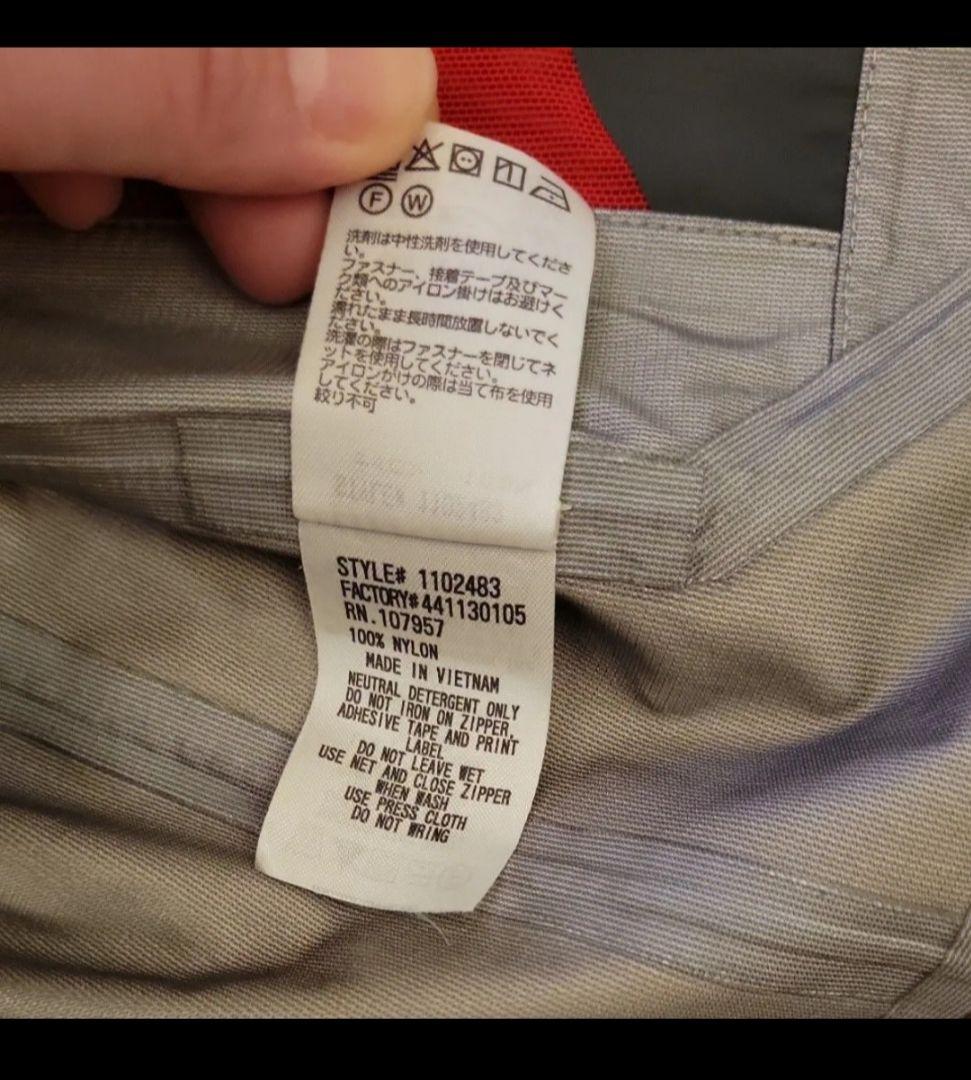 F W
洗剤は中性洗剤を使用してくださ
い。
ファスナー、接着テープ及びマー
ク類へのアイロン掛けはお避けく
ださい。
濡れたまま長時間放置しないでく
ださい。
洗濯の際はファスナーを閉じてネ
ットを使用してください。
アイロンがけの際は当て布を使用
してください。
絞り不可
STYLE# 1102483
FACTORY#441130105
RN.107957
100% NYLON
MADE IN VIETNAM
NEUTRAL DETERGENT ONLY
DO NOT IRON ON ZIPPER,
ADHESIVE TAPE AND PRINT
LABEL
DO NOT LEAVE WET
USE NET AND CLOSE ZIPPER
WHEN WASH
USE PRESS CLOTH
DO NOT WRING